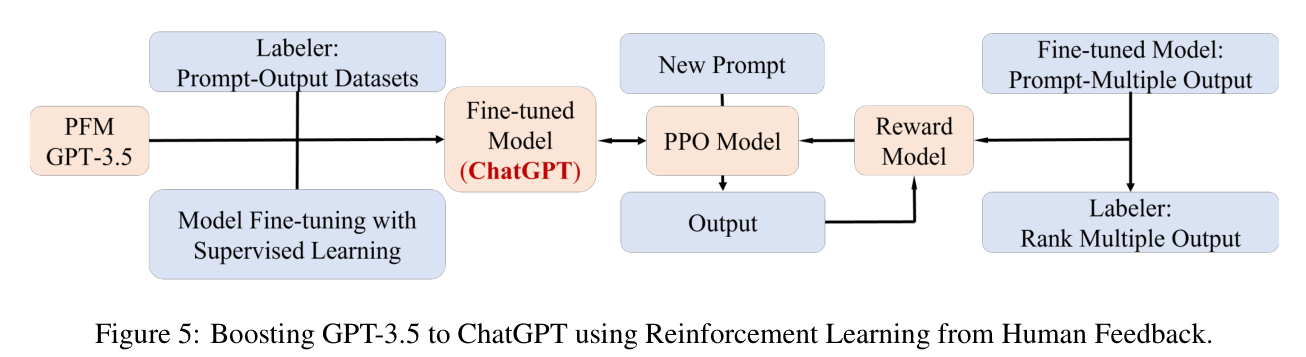 Labeler:
Prompt-Output Datasets
PFM
GPT-3.5
Model Fine-tuning with
Supervised Learning
Fine-tuned
Model
(ChatGPT)
New Prompt
PPO Model
Output
Reward
Model
Fine-tuned Model:
Prompt-Multiple Output
Labeler:
Rank Multiple Output
Figure 5: Boosting GPT-3.5 to ChatGPT using Reinforcement Learning from Human Feedback.